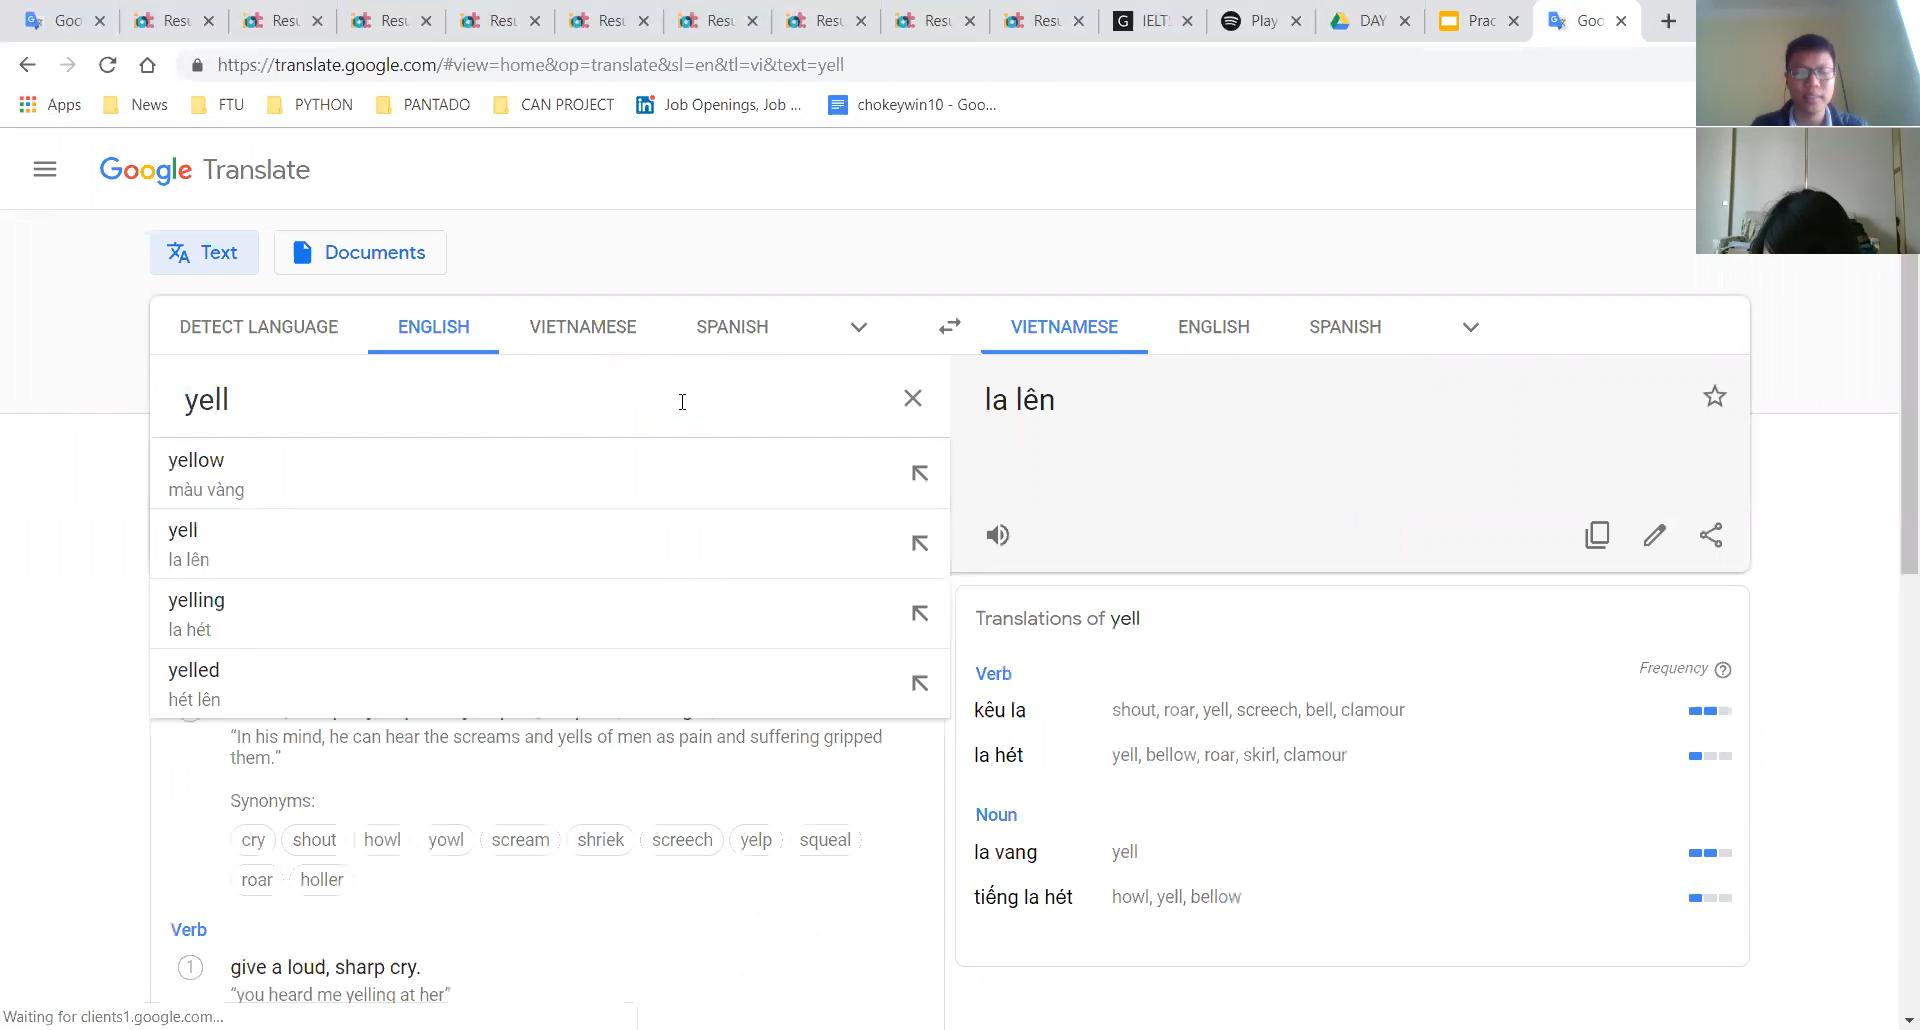 Goo Resu Resu Resu Resu Resu Resu Resu Resu Resu IELT Play DAY Prac Goo
https://translate.google.com/#view=home&op=translate&sl=en&tl=vi&text=yell
Apps News FTU PYTHON PANTADO CAN PROJECT Job Openings, Job ... chokeywin10 - Goo...
Google Translate
Text Documents
DETECT LANGUAGE ENGLISH VIETNAMESE SPANISH VIETNAMESE ENGLISH SPANISH
yell
la lên
yellow
màu vàng
yell
la lên
yelling
la hét
yelled
hét lên
"In his mind, he can hear the screams and yells of men as pain and suffering gripped
them."
Synonyms:
cry shout howl yowl scream shriek screech yelp squeal
roar holler
Verb
1 give a loud, sharp cry.
"you heard me yelling at her"
Translations of yell
Verb Frequency
kêu la shout, roar, yell, screech, bell, clamour
la hét yell, bellow, roar, skirl, clamour
Noun
la vang yell
tiếng la hét howl, yell, bellow
Waiting for clients1.google.com...